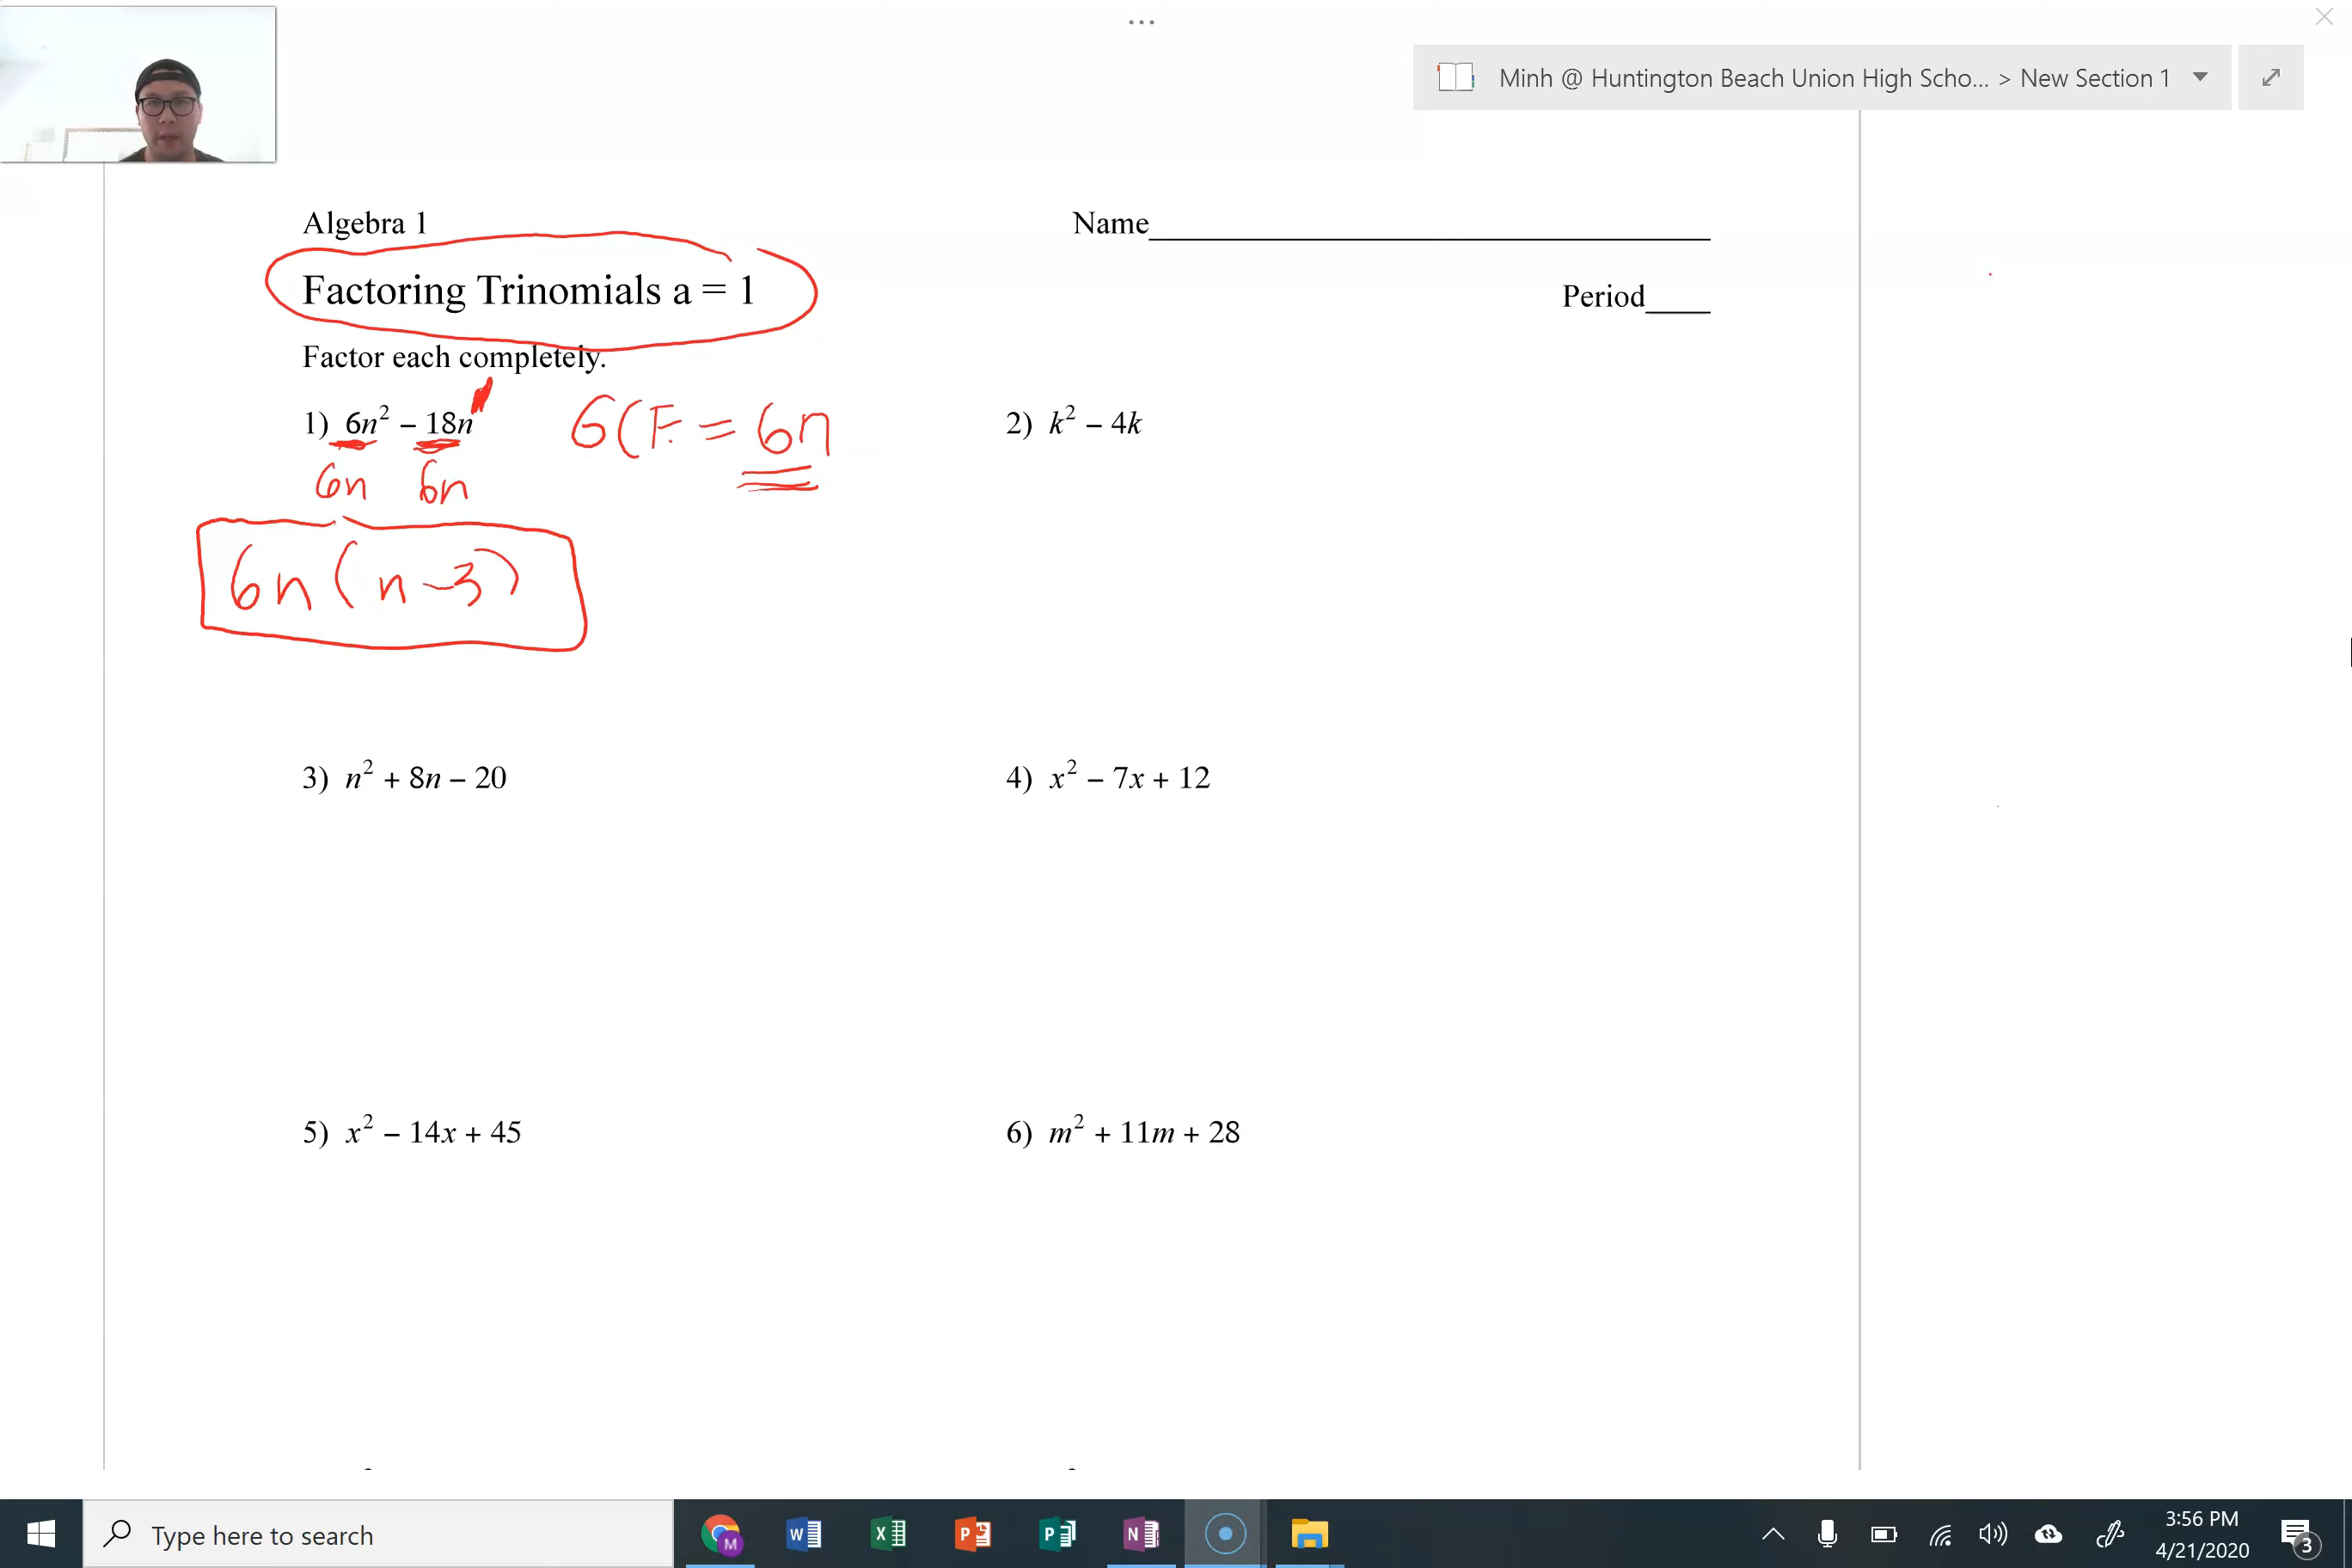 ...
Minh @ Huntington Beach Union High Scho... > New Section 1
Algebra 1
Name
Factoring Trinomials a = 1
Period
Factor each completely.
1) 6n² – 18n
GCF = 6n
6n 6n
6n(n-3)
2) k² – 4k
3) n² + 8n – 20
4) x² – 7x + 12
5) x² – 14x + 45
6) m² + 11m + 28
Type here to search
M
W
X
P
P
N
3:56 PM
4/21/2020
3